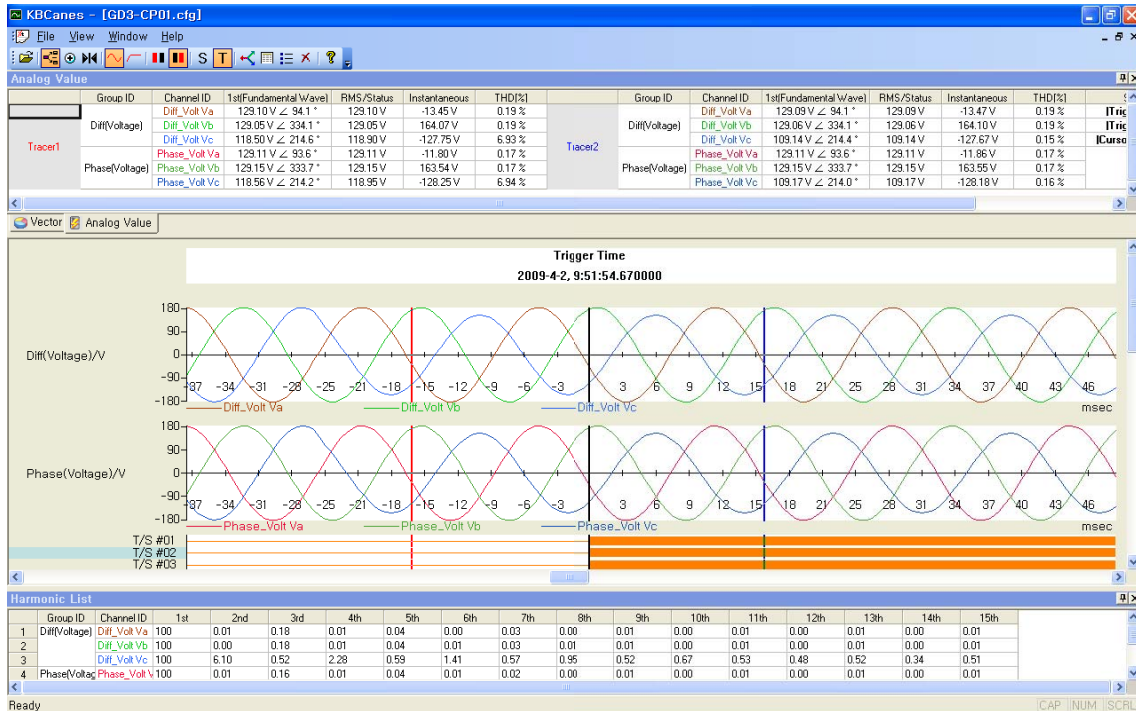 KBCanes - [GD3-CP01.cfg]
File View Window Help
S T
Analog Value
Group ID Channel ID 1st(Fundamental Wave) RMS/Status Instantaneous THD[%] Group ID Channel ID 1st(Fundamental Wave) RMS/Status Instantaneous THD[%]
Diff_Volt Va 129.10 V ∠ 94.1 ° 129.10 V -13.45 V 0.19 % Diff_Volt Va 129.09 V ∠ 94.1 ° 129.09 V -13.47 V 0.19 % |Trig
Diff(Voltage) Diff_Volt Vb 129.05 V ∠ 334.1 ° 129.05 V 164.07 V 0.19 % Diff(Voltage) Diff_Volt Vb 129.06 V ∠ 334.1 ° 129.06 V 164.10 V 0.19 % |Trig
Diff_Volt Vc 118.50 V ∠ 214.6 ° 118.90 V -127.75 V 6.93 % Diff_Volt Vc 109.14 V ∠ 214.4 ° 109.14 V -127.67 V 0.15 % |Curso
Tracer1 Tracer2
Phase_Volt Va 129.11 V ∠ 93.6 ° 129.11 V -11.80 V 0.17 % Phase_Volt Va 129.11 V ∠ 93.6 ° 129.11 V -11.86 V 0.17 %
Phase(Voltage) Phase_Volt Vb 129.15 V ∠ 333.7 ° 129.15 V 163.54 V 0.17 % Phase(Voltage) Phase_Volt Vb 129.15 V ∠ 333.7 ° 129.15 V 163.55 V 0.17 %
Phase_Volt Vc 118.56 V ∠ 214.2 ° 118.95 V -128.25 V 6.94 % Phase_Volt Vc 109.17 V ∠ 214.0 ° 109.17 V -128.18 V 0.16 %
Vector Analog Value
Trigger Time
2009-4-2, 9:51:54.670000
180
90
Diff(Voltage)/V 0
-90
-37 -34 -31 -28 -25 -21 -18 -15 -12 -9 -6 -3 3 6 9 12 15 18 21 25 28 31 34 37 40 43 46
-180 msec
Diff_Volt Va Diff_Volt Vb Diff_Volt Vc
180
90
Phase(Voltage)/V 0
-90
-37 -34 -31 -28 -25 -21 -18 -15 -12 -9 -6 -3 3 6 9 12 15 18 21 25 28 31 34 37 40 43 46
-180 msec
Phase_Volt Va Phase_Volt Vb Phase_Volt Vc
T/S #01
T/S #02
T/S #03
Harmonic List
Group ID Channel ID 1st 2nd 3rd 4th 5th 6th 7th 8th 9th 10th 11th 12th 13th 14th 15th
1 Diff(Voltage) Diff_Volt Va 100 0.01 0.18 0.01 0.04 0.00 0.03 0.00 0.01 0.00 0.01 0.00 0.01 0.00 0.01
2 Diff_Volt Vb 100 0.00 0.18 0.01 0.04 0.01 0.03 0.01 0.01 0.00 0.01 0.00 0.01 0.00 0.01
3 Diff_Volt Vc 100 6.10 0.52 2.28 0.59 1.41 0.57 0.95 0.52 0.67 0.53 0.48 0.52 0.34 0.51
4 Phase(Voltag Phase_Volt V 100 0.01 0.16 0.01 0.04 0.01 0.02 0.00 0.01 0.00 0.01 0.00 0.01 0.00 0.01
Ready CAP NUM SCRL